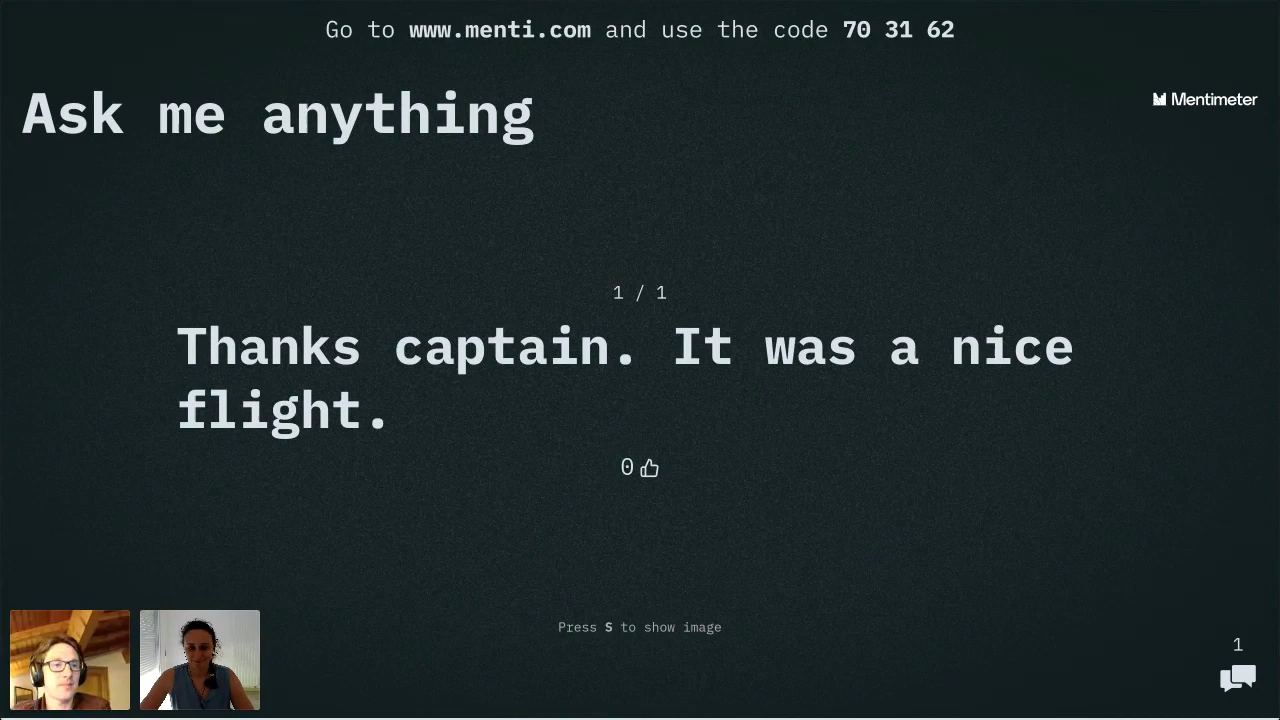 Go to www.menti.com and use the code 70 31 62
Ask me anything
Mentimeter
1 / 1
Thanks captain. It was a nice
flight.
0
Press S to show image
1